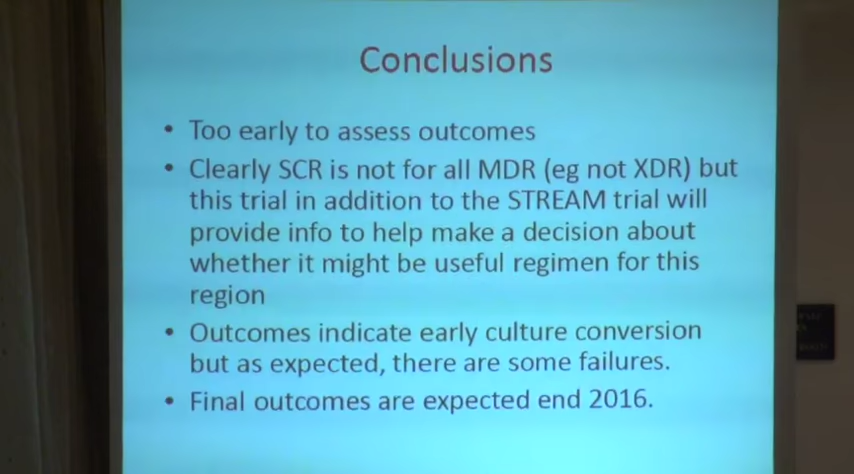 Conclusions
• Too early to assess outcomes
• Clearly SCR is not for all MDR (eg not XDR) but
this trial in addition to the STREAM trial will
provide info to help make a decision about
whether it might be useful regimen for this
region
• Outcomes indicate early culture conversion
but as expected, there are some failures.
• Final outcomes are expected end 2016.